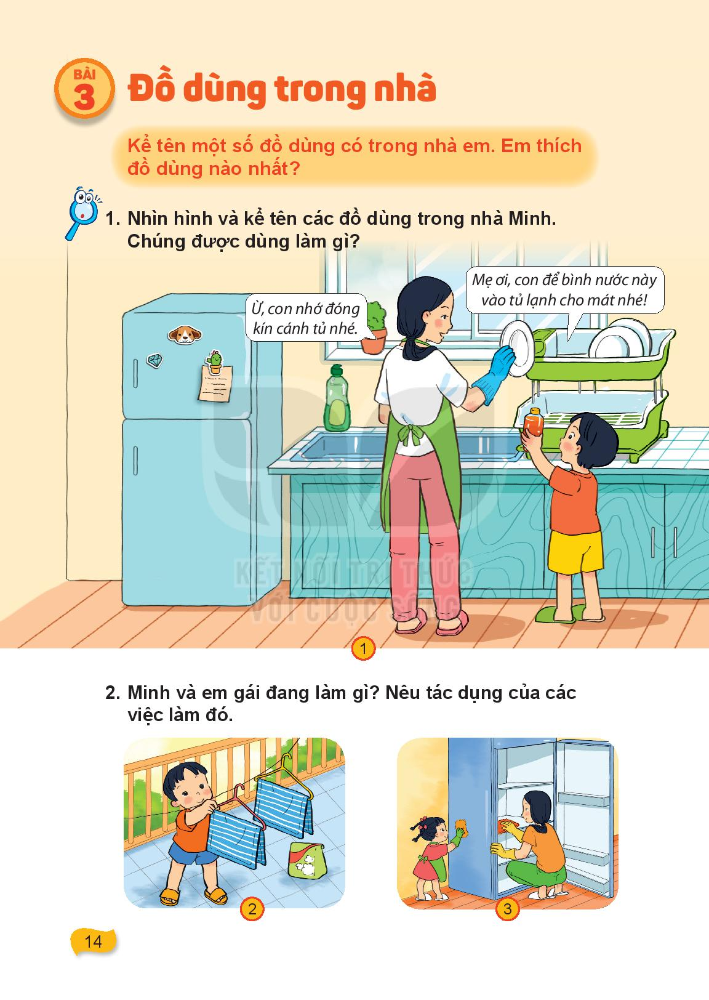 BÀI
3
Đồ dùng trong nhà
Kể tên một số đồ dùng có trong nhà em. Em thích
đồ dùng nào nhất?
1. Nhìn hình và kể tên các đồ dùng trong nhà Minh.
Chúng được dùng làm gì?
Mẹ ơi, con để bình nước này
vào tủ lạnh cho mát nhé!
Ừ, con nhớ đóng
kín cánh tủ nhé.
KẾT NỐI TRI THỨC
VỚI CUỘC SỐNG
1
2. Minh và em gái đang làm gì? Nêu tác dụng của các
việc làm đó.
2
3
14